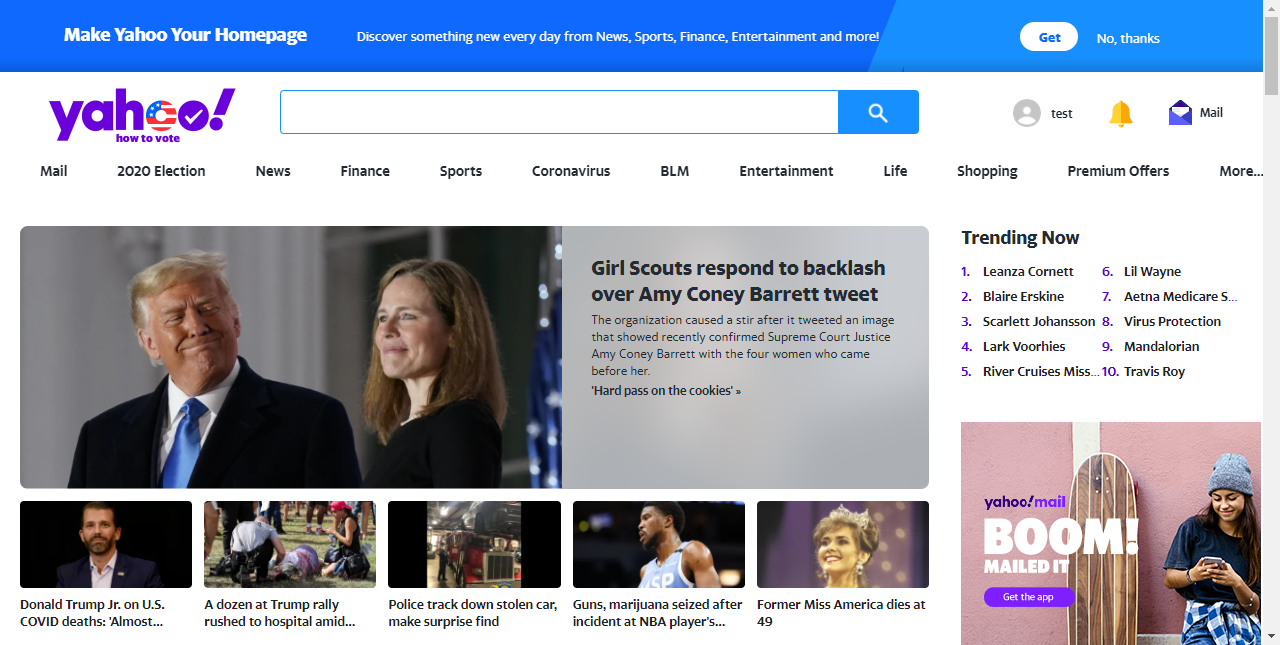 Make Yahoo Your Homepage
Discover something new every day from News, Sports, Finance, Entertainment and more!
Get
No, thanks
yahoo!
how to vote
test
Mail
Mail
2020 Election
News
Finance
Sports
Coronavirus
BLM
Entertainment
Life
Shopping
Premium Offers
More...
Girl Scouts respond to backlash
over Amy Coney Barrett tweet
The organization caused a stir after it tweeted an image
that showed recently confirmed Supreme Court Justice
Amy Coney Barrett with the four women who came
before her.
'Hard pass on the cookies' »
Donald Trump Jr. on U.S.
COVID deaths: 'Almost...
A dozen at Trump rally
rushed to hospital amid...
Police track down stolen car,
make surprise find
ESP
Guns, marijuana seized after
incident at NBA player's...
Former Miss America dies at
49
Trending Now
1. Leanza Cornett
2. Blaire Erskine
3. Scarlett Johansson
4. Lark Voorhies
5. River Cruises Miss...
6. Lil Wayne
7. Aetna Medicare S...
8. Virus Protection
9. Mandalorian
10. Travis Roy
yahoo!mail
BOOM!
MAILED IT
Get the app